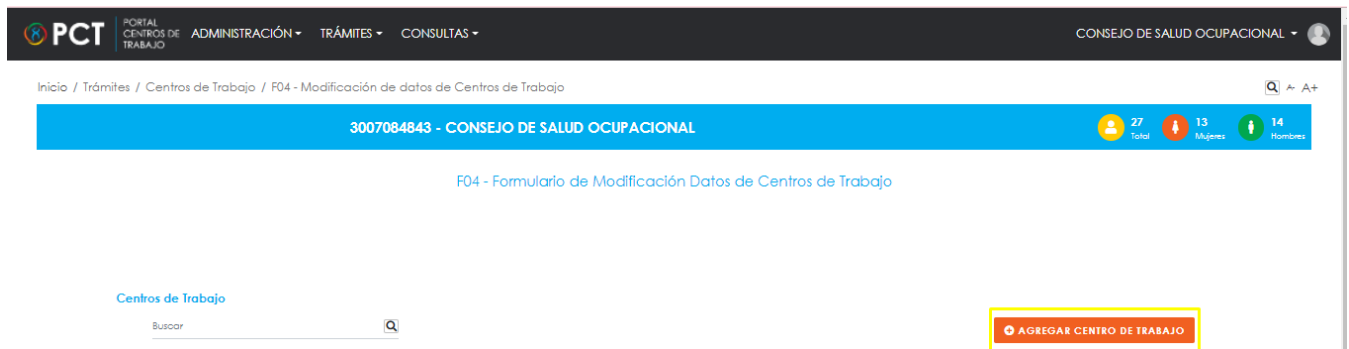 PCT PORTAL CENTROS DE TRABAJO ADMINISTRACIÓN TRÁMITES CONSULTAS CONSEJO DE SALUD OCUPACIONAL
Inicio / Trámites / Centros de Trabajo / F04 - Modificación de datos de Centros de Trabajo A- A+
3007084843 - CONSEJO DE SALUD OCUPACIONAL 27 Total 13 Mujeres 14 Hombres
F04 - Formulario de Modificación Datos de Centros de Trabajo
Centros de Trabajo
Buscar
AGREGAR CENTRO DE TRABAJO